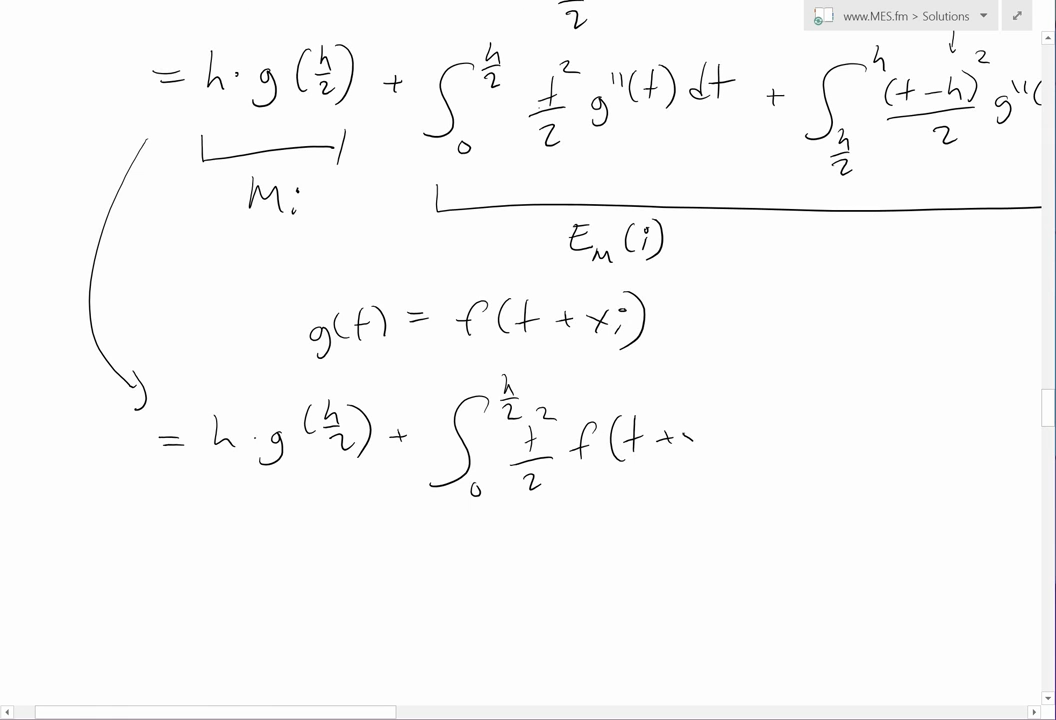 2
www.MES.fm > Solutions
= h · g (h/2) + ∫₀^(h/2) t²/2 g''(t) dt + ∫_(h/2)^h (t - h)²/2 g''(
Mi
E_M (i)
g(t) = f(t + xi)
= h · g (h/2) + ∫₀^(h/2) t²/2 f(t +